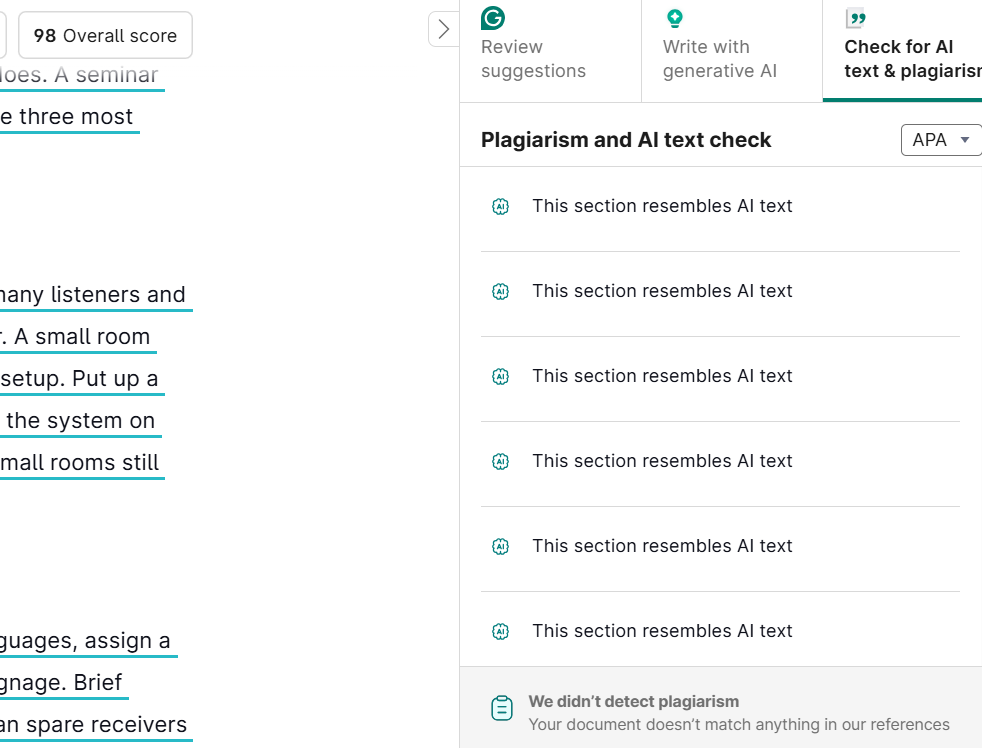 98 Overall score
does. A seminar
e three most
many listeners and
r. A small room
setup. Put up a
the system on
mall rooms still
guages, assign a
gnage. Brief
an spare receivers
Review
suggestions
Write with
generative AI
Check for AI
text & plagiarism
Plagiarism and AI text check
APA
This section resembles AI text
This section resembles AI text
This section resembles AI text
This section resembles AI text
This section resembles AI text
This section resembles AI text
We didn’t detect plagiarism
Your document doesn’t match anything in our references